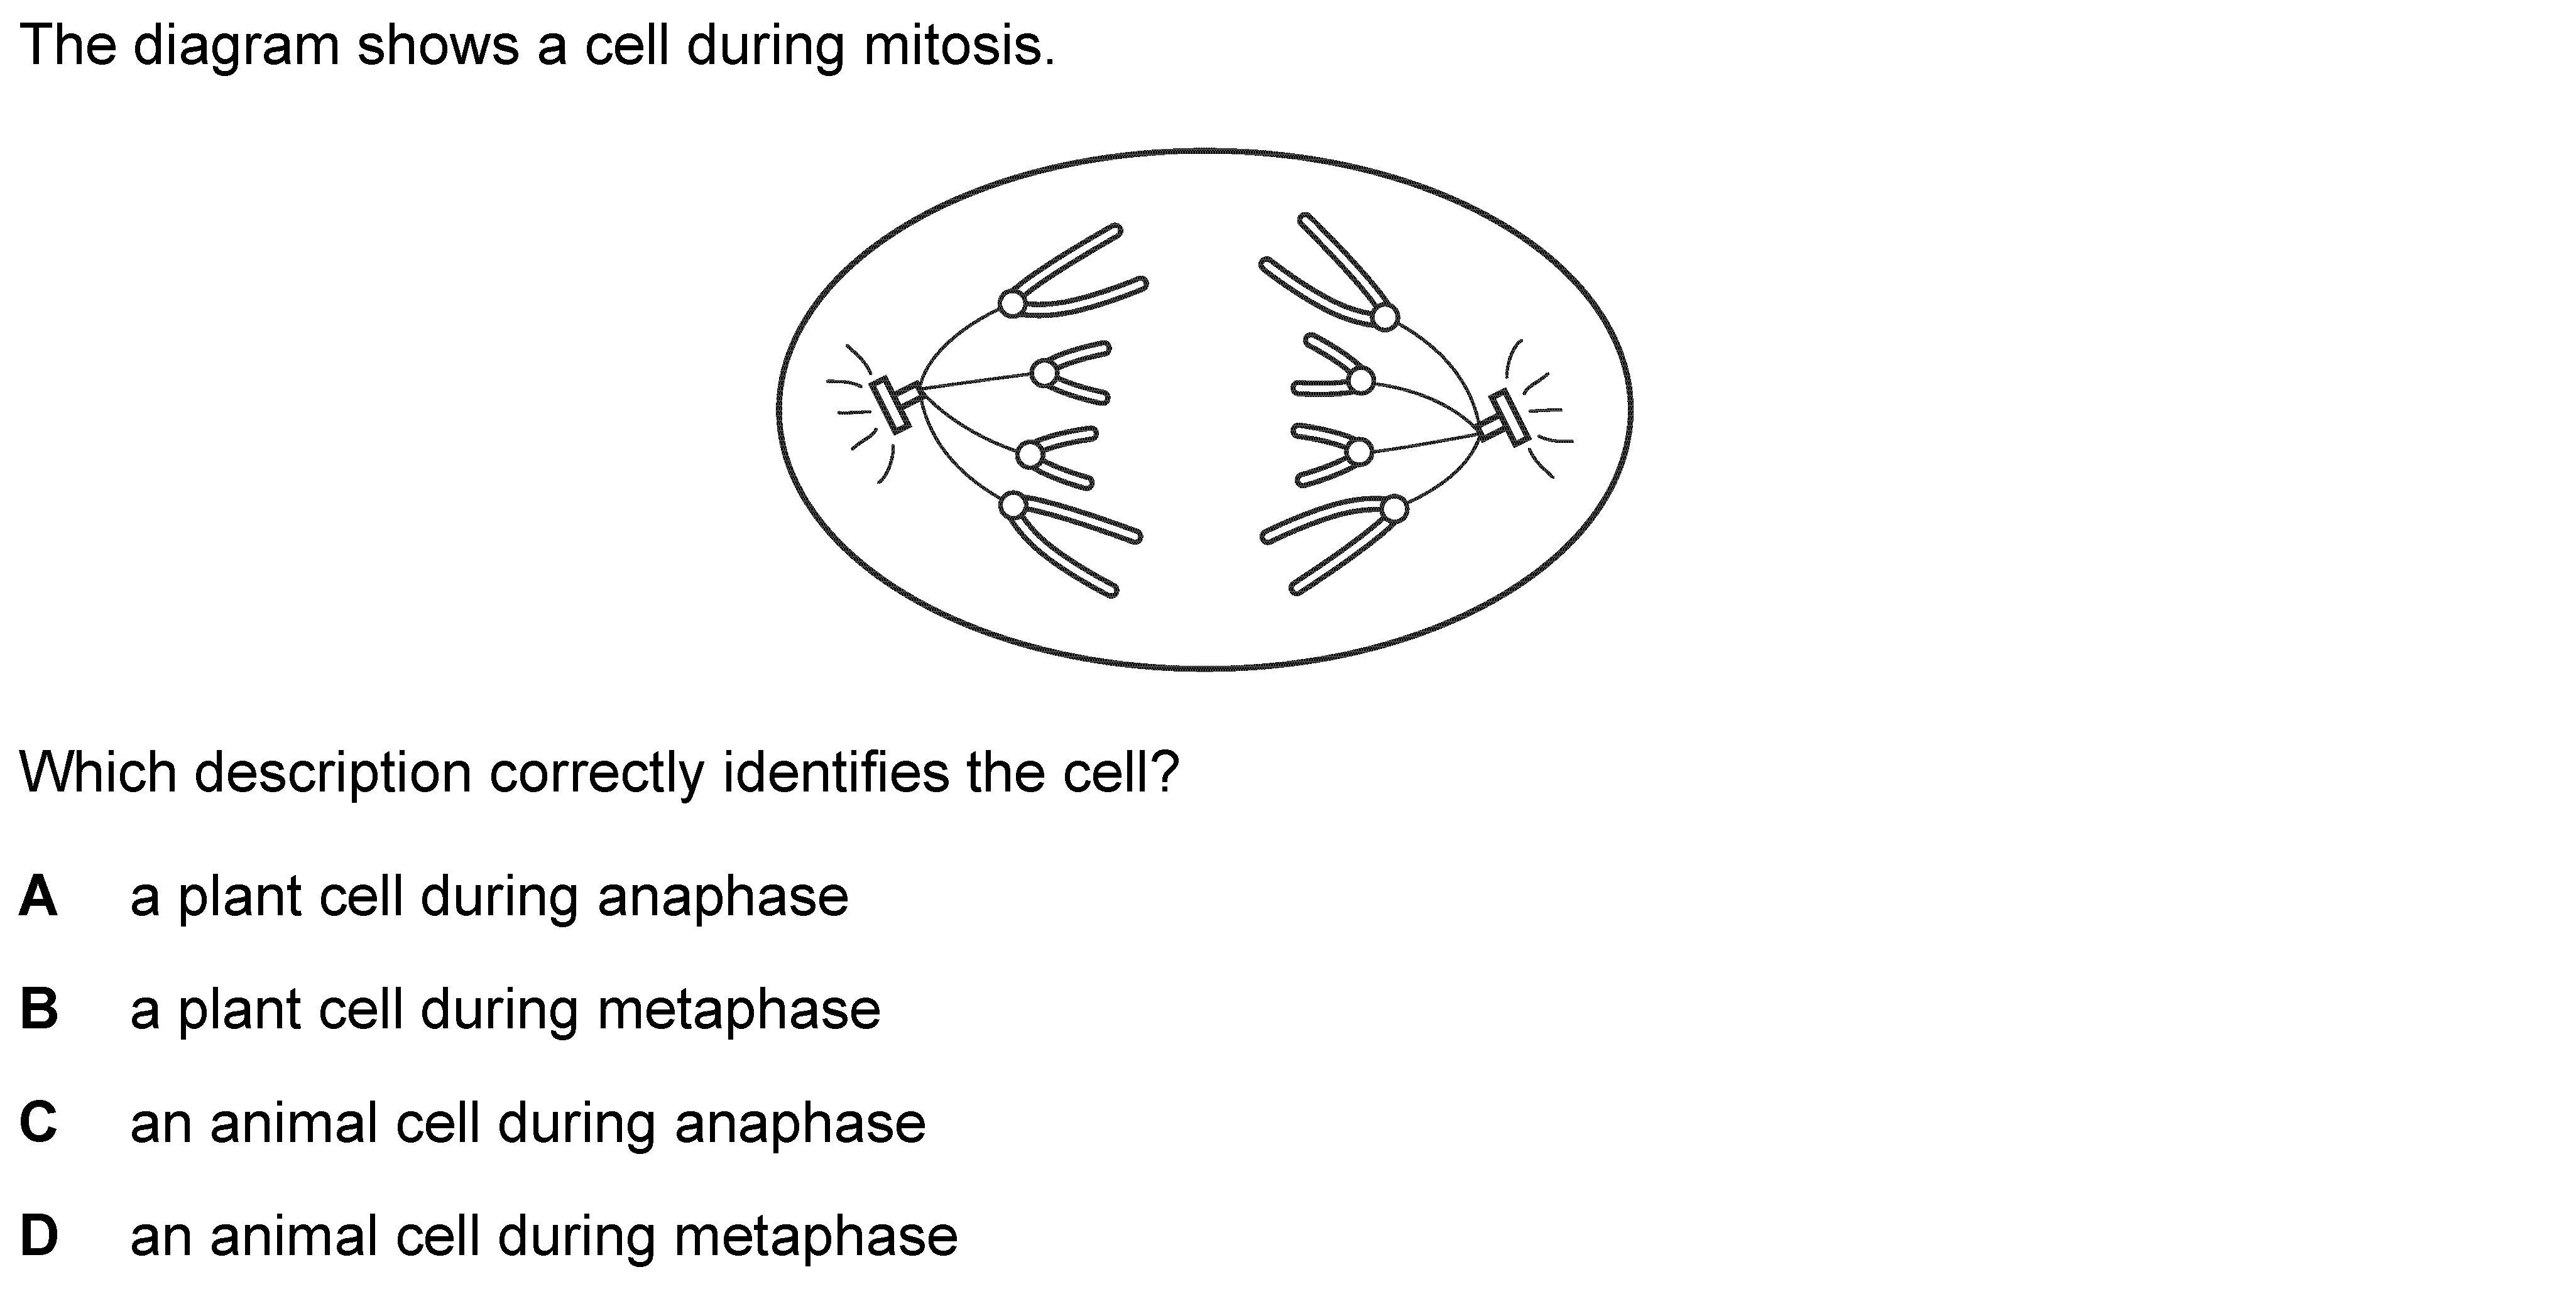 The diagram shows a cell during mitosis.
Which description correctly identifies the cell?
A a plant cell during anaphase
B a plant cell during metaphase
C an animal cell during anaphase
D an animal cell during metaphase